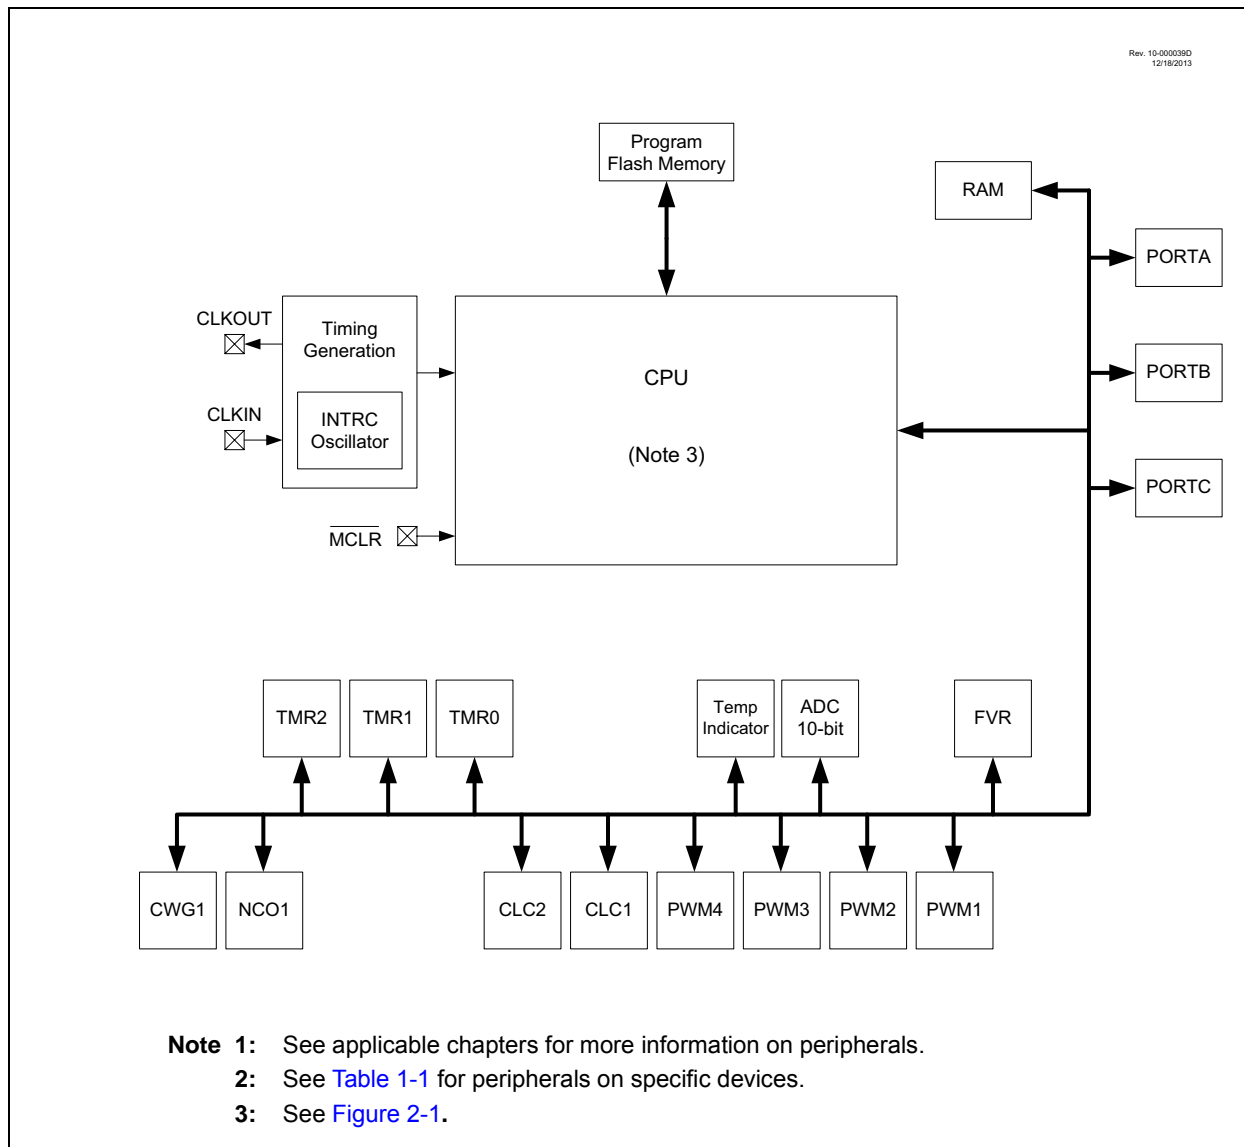 Rev. 10-000039D
12/18/2013
Program
Flash Memory
RAM
PORTA
CLKOUT
Timing
Generation
CPU
PORTB
CLKIN
INTRC
Oscillator
(Note 3)
PORTC
MCLR
TMR2
TMR1
TMR0
Temp
Indicator
ADC
10-bit
FVR
CWG1
NCO1
CLC2
CLC1
PWM4
PWM3
PWM2
PWM1
Note 1: See applicable chapters for more information on peripherals.
2: See Table 1-1 for peripherals on specific devices.
3: See Figure 2-1.